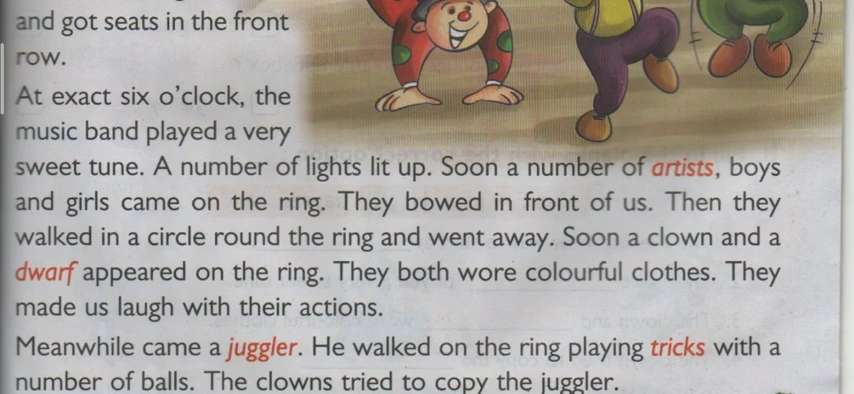 and got seats in the front
row.
At exact six o'clock, the
music band played a very
sweet tune. A number of lights lit up. Soon a number of artists, boys
and girls came on the ring. They bowed in front of us. Then they
walked in a circle round the ring and went away. Soon a clown and a
dwarf appeared on the ring. They both wore colourful clothes. They
made us laugh with their actions.
Meanwhile came a juggler. He walked on the ring playing tricks with a
number of balls. The clowns tried to copy the juggler.